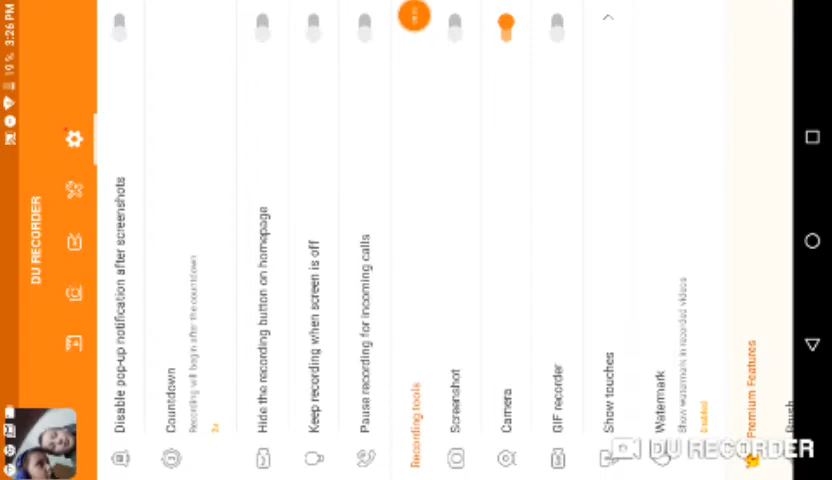 3:26 PM
19 %
DU RECORDER
Disable pop-up notification after screenshots
Countdown
Recording will begin after the countdown
3s
Hide the recording button on homepage
Keep recording when screen is off
Pause recording for incoming calls
Recording tools
Screenshot
Camera
GIF recorder
Show touches
Watermark
Show watermark in recorded videos
Enabled
Premium Features
Brush
DU RECORDER